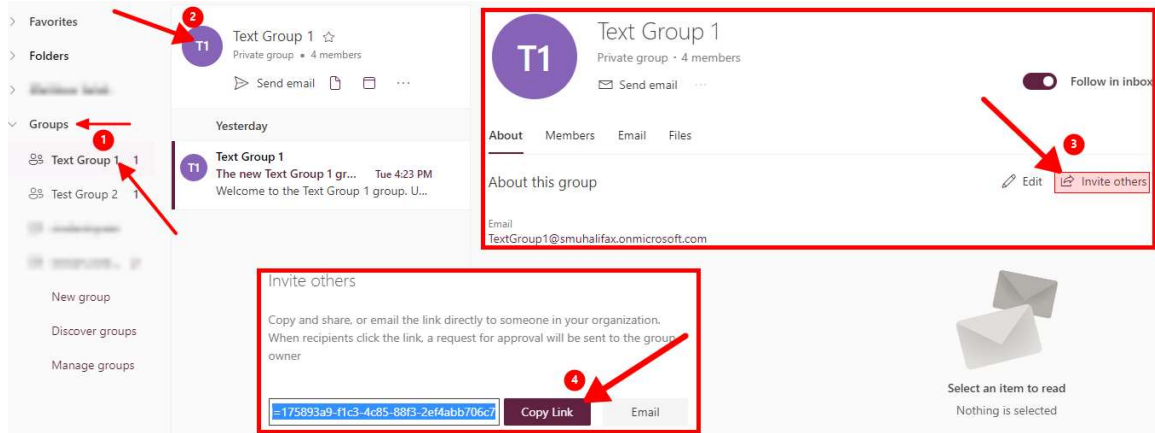 Favorites
Folders
Groups
1
Text Group 1 1
Test Group 2 1
New group
Discover groups
Manage groups
2
T1
Text Group 1
Private group • 4 members
Send email
Yesterday
T1
Text Group 1
The new Text Group 1 gr... Tue 4:23 PM
Welcome to the Text Group 1 group. U...
T1
Text Group 1
Private group · 4 members
Send email
Follow in inbox
About Members Email Files
3
About this group
Edit Invite others
Email
TextGroup1@smuhalifax.onmicrosoft.com
Invite others
Copy and share, or email the link directly to someone in your organization.
When recipients click the link, a request for approval will be sent to the group
owner
4
=175893a9-f1c3-4c85-88f3-2ef4abb706c7 Copy Link Email
Select an item to read
Nothing is selected